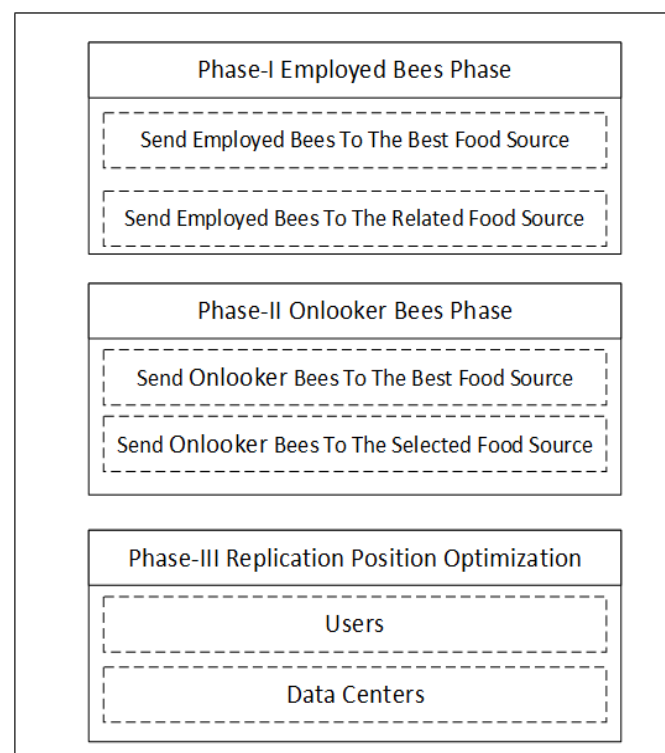 Phase-I Employed Bees Phase
Send Employed Bees To The Best Food Source
Send Employed Bees To The Related Food Source
Phase-II Onlooker Bees Phase
Send Onlooker Bees To The Best Food Source
Send Onlooker Bees To The Selected Food Source
Phase-III Replication Position Optimization
Users
Data Centers